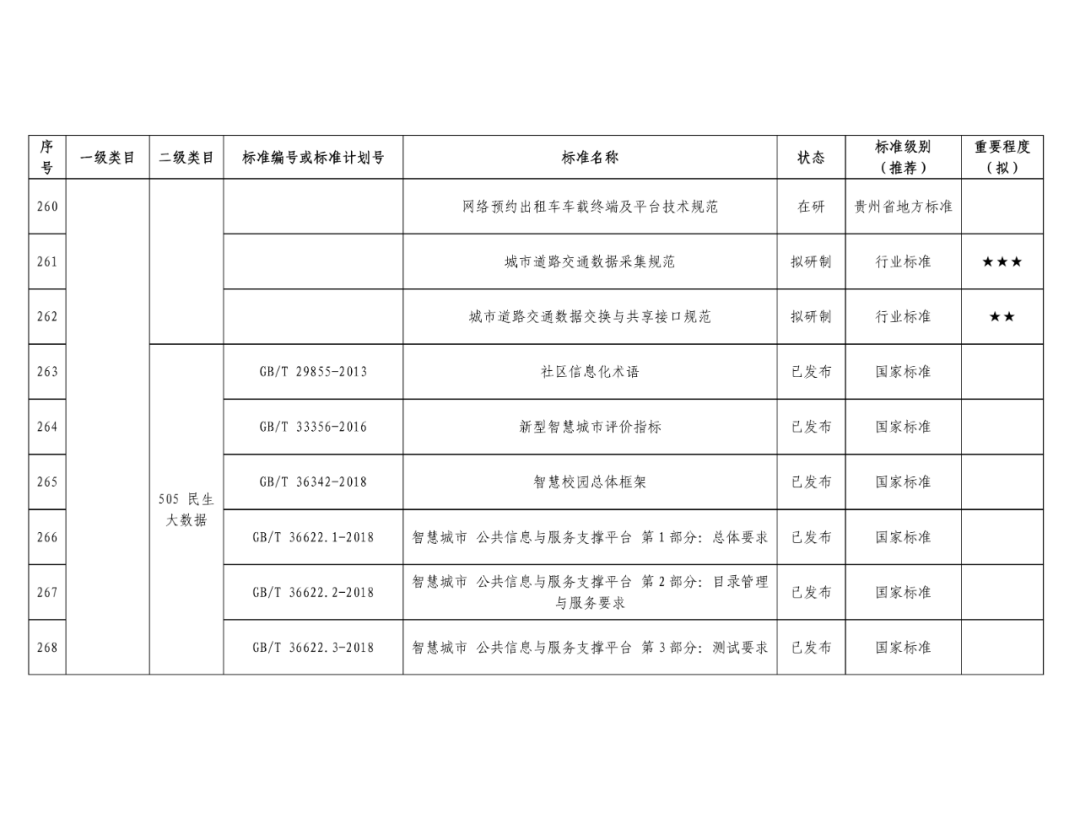 序号 一级类目 二级类目 标准编号或标准计划号 标准名称 状态 标准级别（推荐） 重要程度（拟）
260 网络预约出租车车载终端及平台技术规范 在研 贵州省地方标准
261 城市道路交通数据采集规范 拟研制 行业标准 ★★★
262 城市道路交通数据交换与共享接口规范 拟研制 行业标准 ★★
505 民生大数据
263 GB/T 29855-2013 社区信息化术语 已发布 国家标准
264 GB/T 33356-2016 新型智慧城市评价指标 已发布 国家标准
265 GB/T 36342-2018 智慧校园总体框架 已发布 国家标准
266 GB/T 36622.1-2018 智慧城市 公共信息与服务支撑平台 第1部分：总体要求 已发布 国家标准
267 GB/T 36622.2-2018 智慧城市 公共信息与服务支撑平台 第2部分：目录管理与服务要求 已发布 国家标准
268 GB/T 36622.3-2018 智慧城市 公共信息与服务支撑平台 第3部分：测试要求 已发布 国家标准